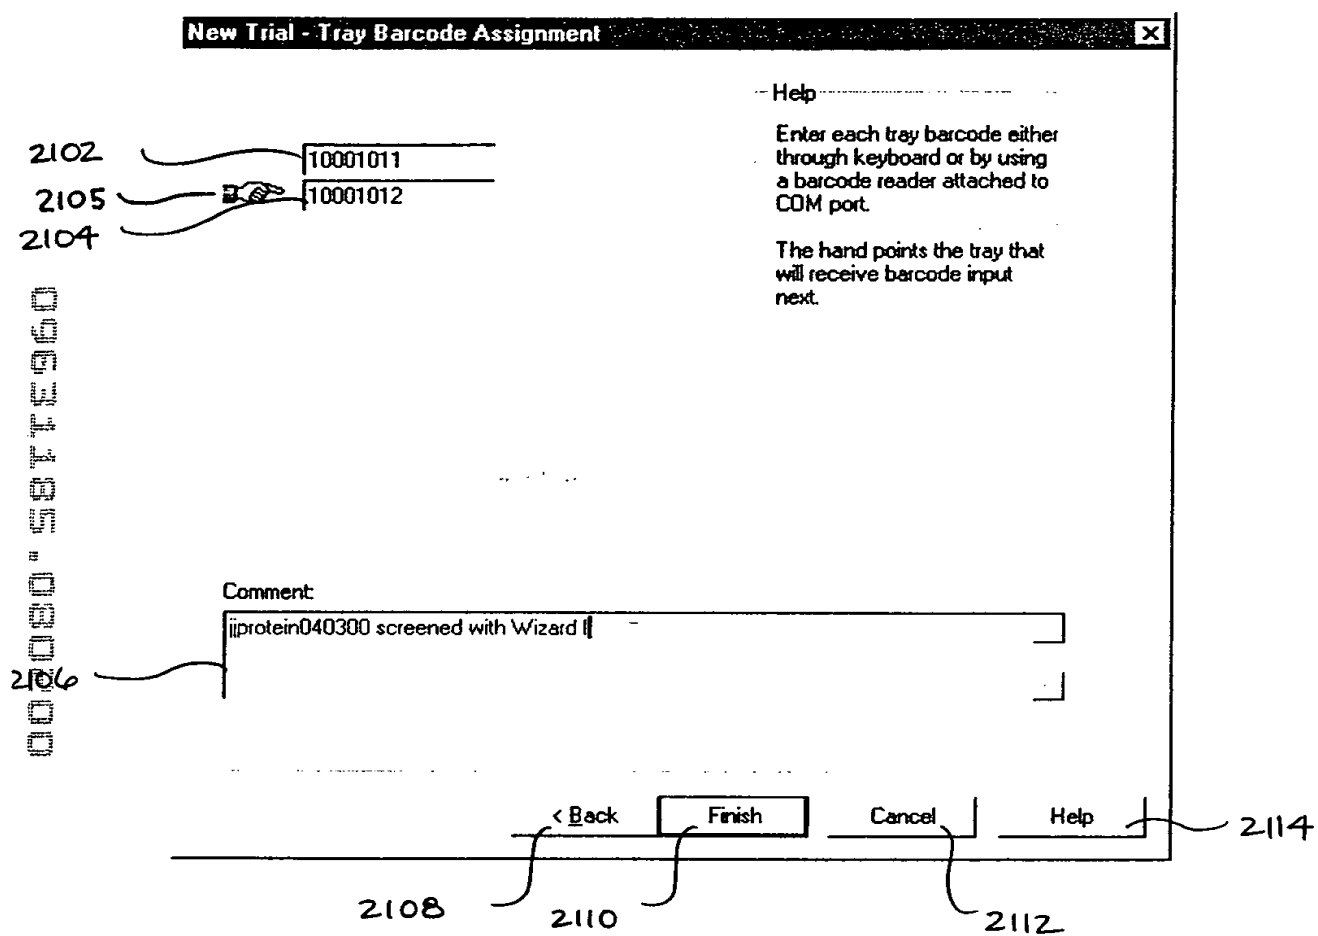 New Trial - Tray Barcode Assignment
Help
Enter each tray barcode either
through keyboard or by using
a barcode reader attached to
COM port.
The hand points the tray that
will receive barcode input
next.
2102
10001011
2105
10001012
2104
09631185.080200
Comment:
jjprotein040300 screened with Wizard I
2106
< Back
Finish
Cancel
Help
2114
2108
2110
2112